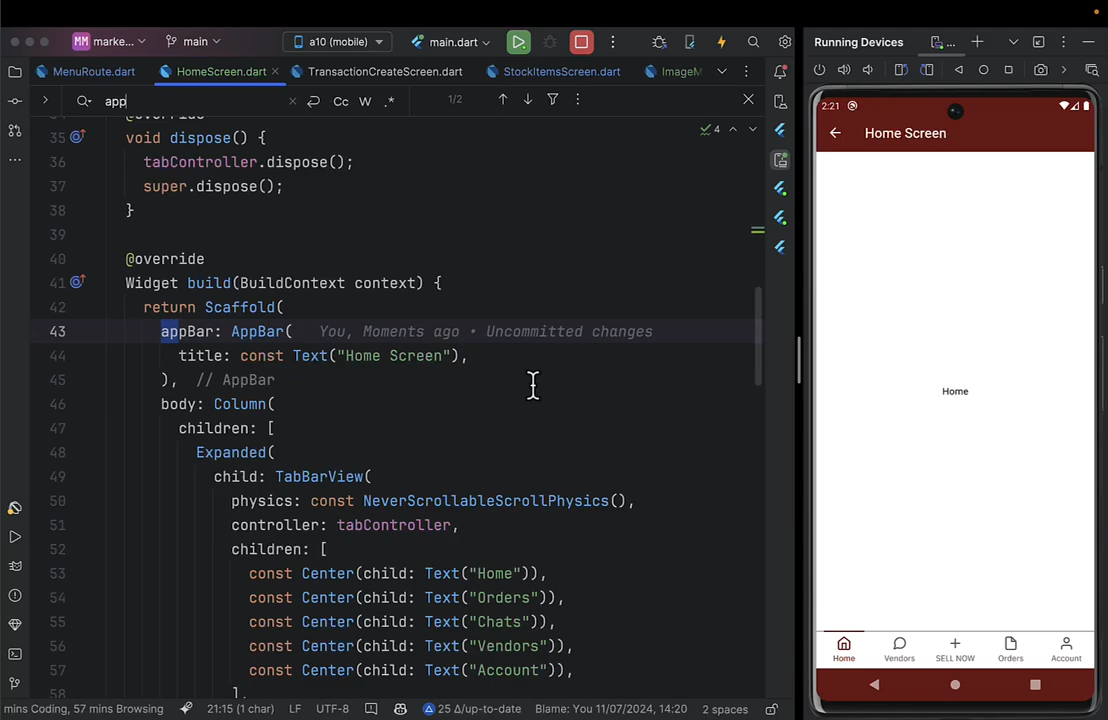 MM marke...
main
a10 (mobile)
main.dart
Running Devices
...
MenuRoute.dart
HomeScreen.dart
TransactionCreateScreen.dart
StockItemsScreen.dart
ImageM
app
Cc
W
.*
1/2
35 void dispose() {
36 tabController.dispose();
37 super.dispose();
38 }
39
40 @override
41 Widget build(BuildContext context) {
42 return Scaffold(
43 appBar: AppBar( You, Moments ago • Uncommitted changes
44 title: const Text("Home Screen"),
45 ), // AppBar
46 body: Column(
47 children: [
48 Expanded(
49 child: TabBarView(
50 physics: const NeverScrollableScrollPhysics(),
51 controller: tabController,
52 children: [
53 const Center(child: Text("Home")),
54 const Center(child: Text("Orders")),
55 const Center(child: Text("Chats")),
56 const Center(child: Text("Vendors")),
57 const Center(child: Text("Account")),
58 ],
4
mins Coding, 57 mins Browsing
21:15 (1 char)
LF
UTF-8
25 Δ/up-to-date
Blame: You 11/07/2024, 14:20
2 spaces
2:21
Home Screen
Home
Home
Vendors
SELL NOW
Orders
Account